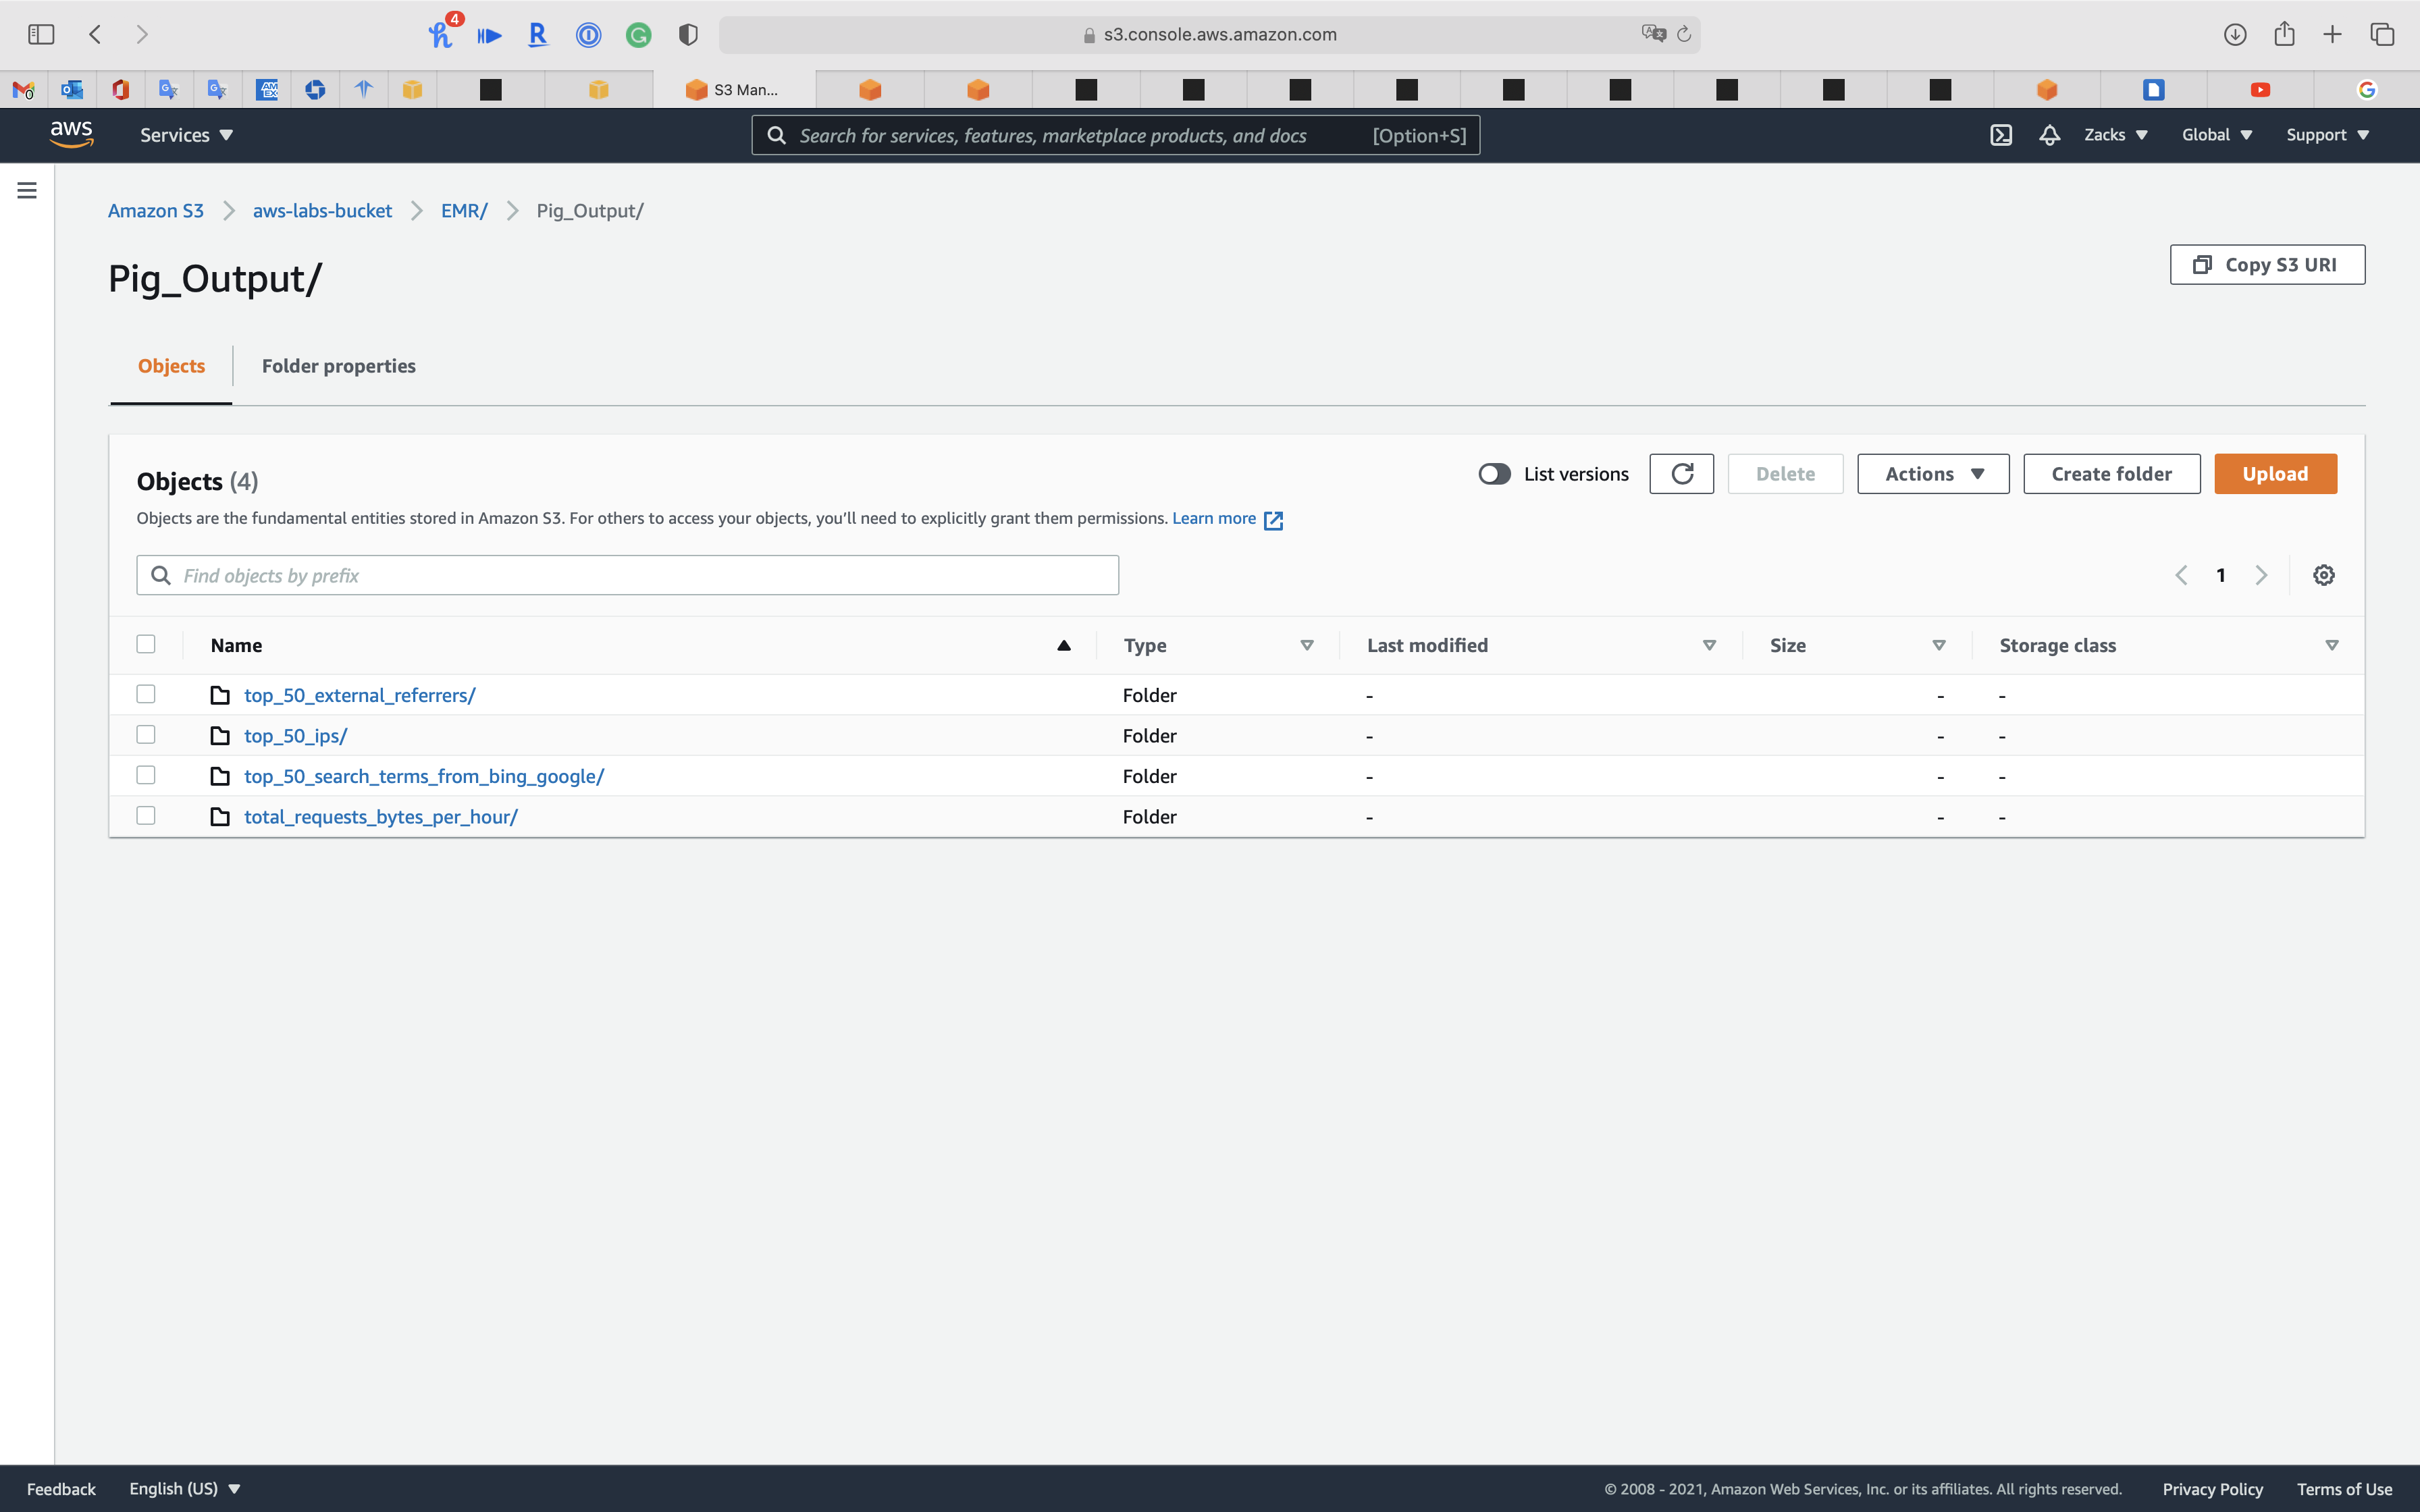 4
s3.console.aws.amazon.com
0
AM
EX
S3 Man...
aws
Services
Search for services, features, marketplace products, and docs [Option+S]
Zacks
Global
Support
Amazon S3
aws-labs-bucket
EMR/
Pig_Output/
Pig_Output/
Copy S3 URI
Objects
Folder properties
Objects (4)
List versions
Delete
Actions
Create folder
Upload
Objects are the fundamental entities stored in Amazon S3. For others to access your objects, you’ll need to explicitly grant them permissions. Learn more
Find objects by prefix
1
Name Type Last modified Size Storage class
top_50_external_referrers/ Folder - - -
top_50_ips/ Folder - - -
top_50_search_terms_from_bing_google/ Folder - - -
total_requests_bytes_per_hour/ Folder - - -
Feedback
English (US)
© 2008 - 2021, Amazon Web Services, Inc. or its affiliates. All rights reserved.
Privacy Policy
Terms of Use